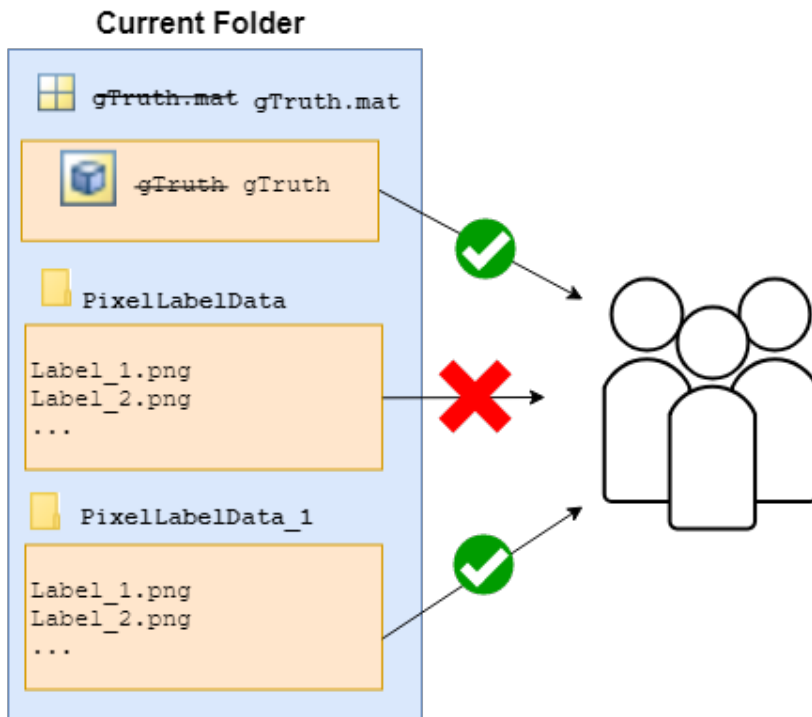 Current Folder
gTruth.mat gTruth.mat
gTruth gTruth
PixelLabelData
Label_1.png
Label_2.png
...
PixelLabelData_1
Label_1.png
Label_2.png
...